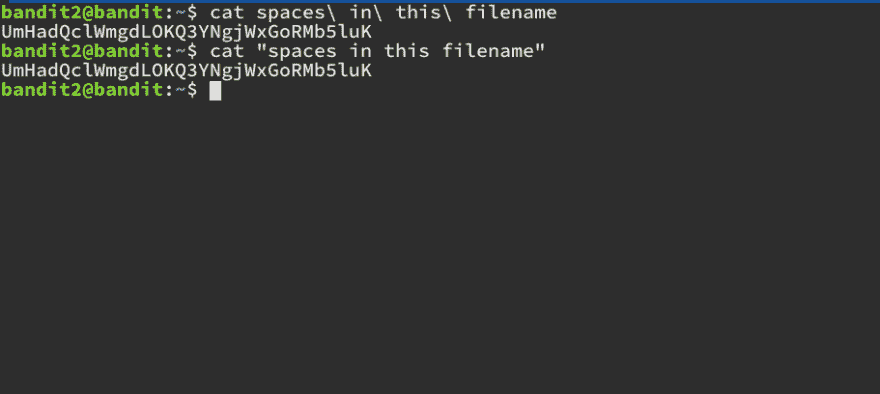 bandit2@bandit:~$ cat spaces\ in\ this\ filename
UmHadQclWmgdLOKQ3YNgjWxGoRMb5luK
bandit2@bandit:~$ cat "spaces in this filename"
UmHadQclWmgdLOKQ3YNgjWxGoRMb5luK
bandit2@bandit:~$